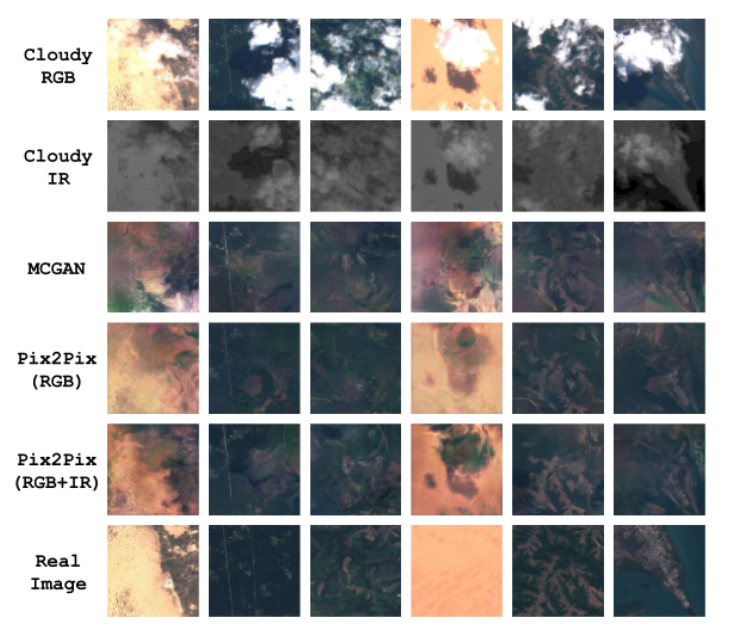 Cloudy
RGB
Cloudy
IR
MCGAN
Pix2Pix
(RGB)
Pix2Pix
(RGB+IR)
Real
Image